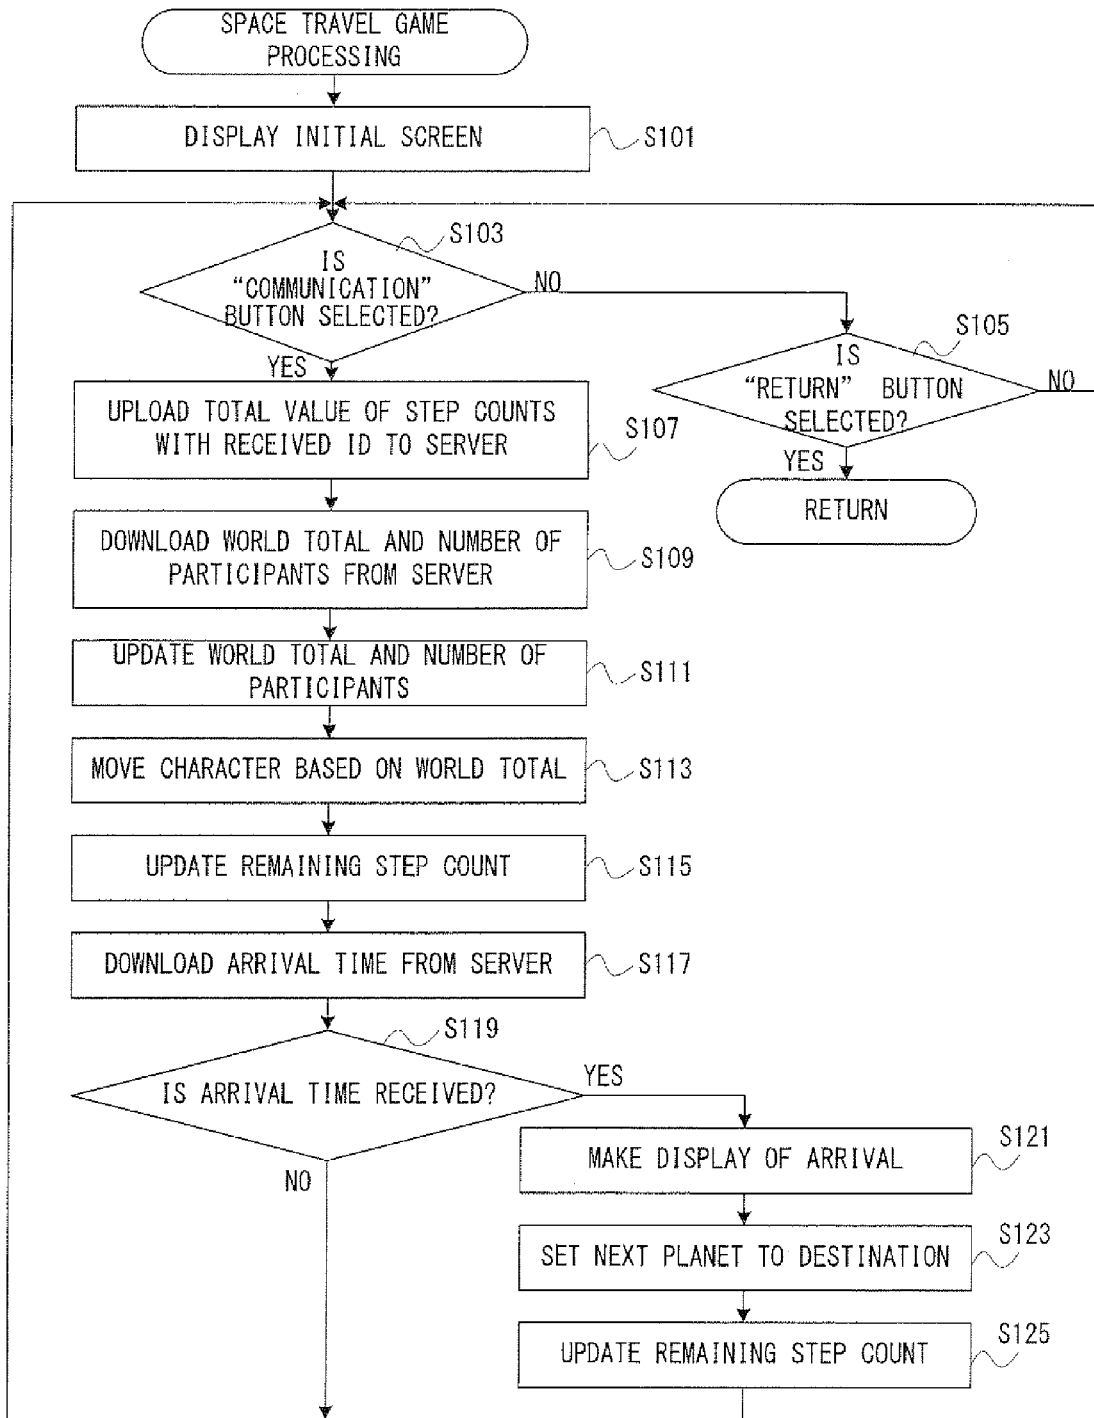 SPACE TRAVEL GAME
PROCESSING
DISPLAY INITIAL SCREEN
S101
S103
IS
“COMMUNICATION”
BUTTON SELECTED?
NO
YES
S105
IS
“RETURN” BUTTON
SELECTED?
NO
YES
RETURN
UPLOAD TOTAL VALUE OF STEP COUNTS
WITH RECEIVED ID TO SERVER
S107
DOWNLOAD WORLD TOTAL AND NUMBER OF
PARTICIPANTS FROM SERVER
S109
UPDATE WORLD TOTAL AND NUMBER OF
PARTICIPANTS
S111
MOVE CHARACTER BASED ON WORLD TOTAL
S113
UPDATE REMAINING STEP COUNT
S115
DOWNLOAD ARRIVAL TIME FROM SERVER
S117
S119
IS ARRIVAL TIME RECEIVED?
YES
NO
MAKE DISPLAY OF ARRIVAL
S121
SET NEXT PLANET TO DESTINATION
S123
UPDATE REMAINING STEP COUNT
S125